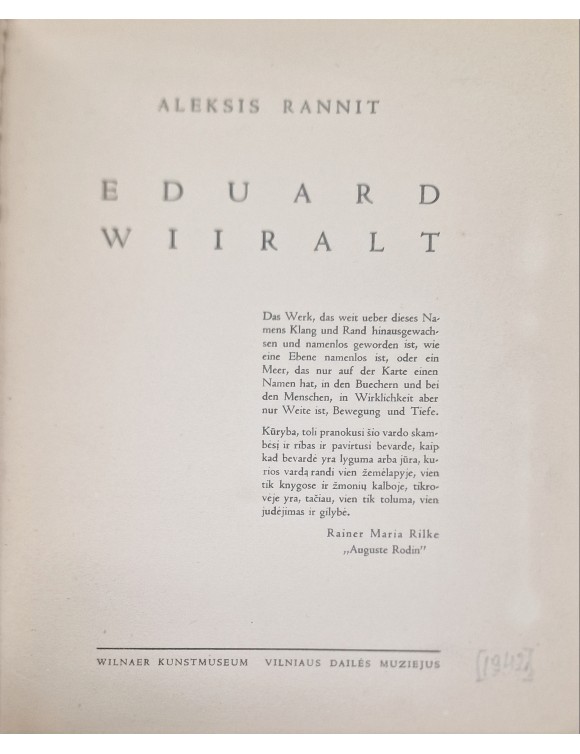 ALEKSIS RANNIT
EDUARD
WIIRALT
Das Werk, das weit ueber dieses Na-
mens Klang und Rand hinausgewach-
sen und namenlos geworden ist, wie
eine Ebene namenlos ist, oder ein
Meer, das nur auf der Karte einen
Namen hat, in den Buechern und bei
den Menschen, in Wirklichkeit aber
nur Weite ist, Bewegung und Tiefe.
Kūryba, toli pranokusi šio vardo skam-
bėsį ir ribas ir pavirtusi bevarde, kaip
kad bevardė yra lyguma arba jūra, ku-
rios vardą randi vien žemėlapyje, vien
tik knygose ir žmonių kalboje, tikro-
vėje yra, tačiau, vien tik toluma, vien
judėjimas ir gilybė.
Rainer Maria Rilke
„Auguste Rodin"
WILNAER KUNSTMUSEUM VILNIAUS DAILĖS MUZIEJUS